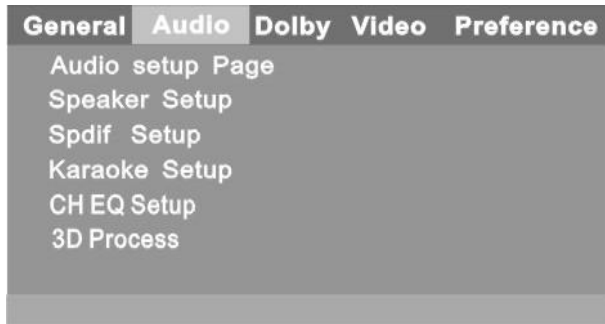 General Audio Dolby Video Preference
Audio setup Page
Speaker Setup
Spdif Setup
Karaoke Setup
CH EQ Setup
3D Process